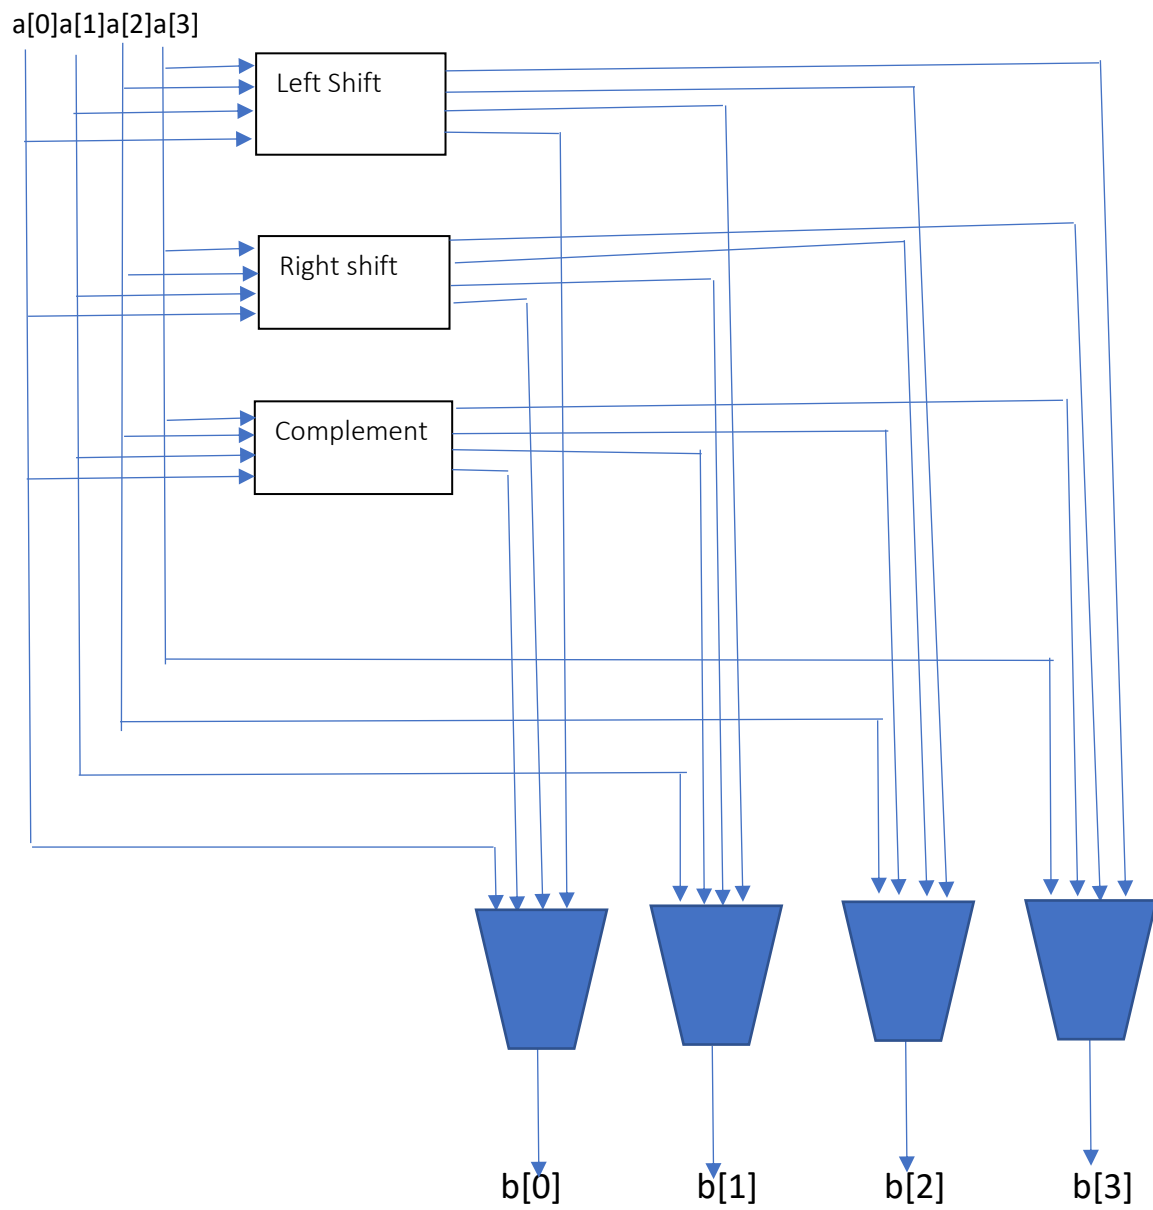 a[0]a[1]a[2]a[3]
Left Shift
Right shift
Complement
b[0] b[1] b[2] b[3]